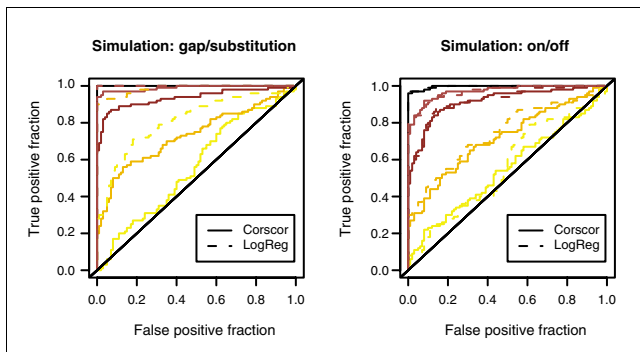 Simulation: gap/substitution
True positive fraction
1.0
0.8
0.6
0.4
0.2
0.0
Corscor
LogReg
0.0 0.2 0.4 0.6 0.8 1.0
False positive fraction
Simulation: on/off
True positive fraction
1.0
0.8
0.6
0.4
0.2
0.0
Corscor
LogReg
0.0 0.2 0.4 0.6 0.8 1.0
False positive fraction